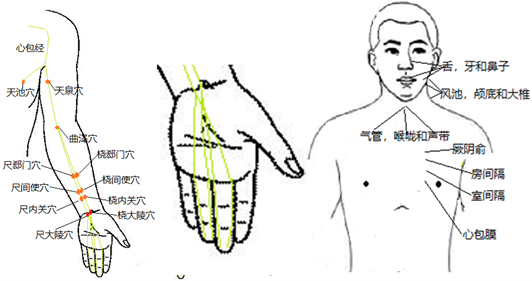 心包经
天池穴
天泉穴
曲泽穴
尺郄门穴
桡郄门穴
尺间使穴
桡间使穴
尺内关穴
桡内关穴
尺大陵穴
桡大陵穴
舌，牙和鼻子
风池，颅底和大椎
气管，喉咙和声带
厥阴俞
房间隔
室间隔
心包膜